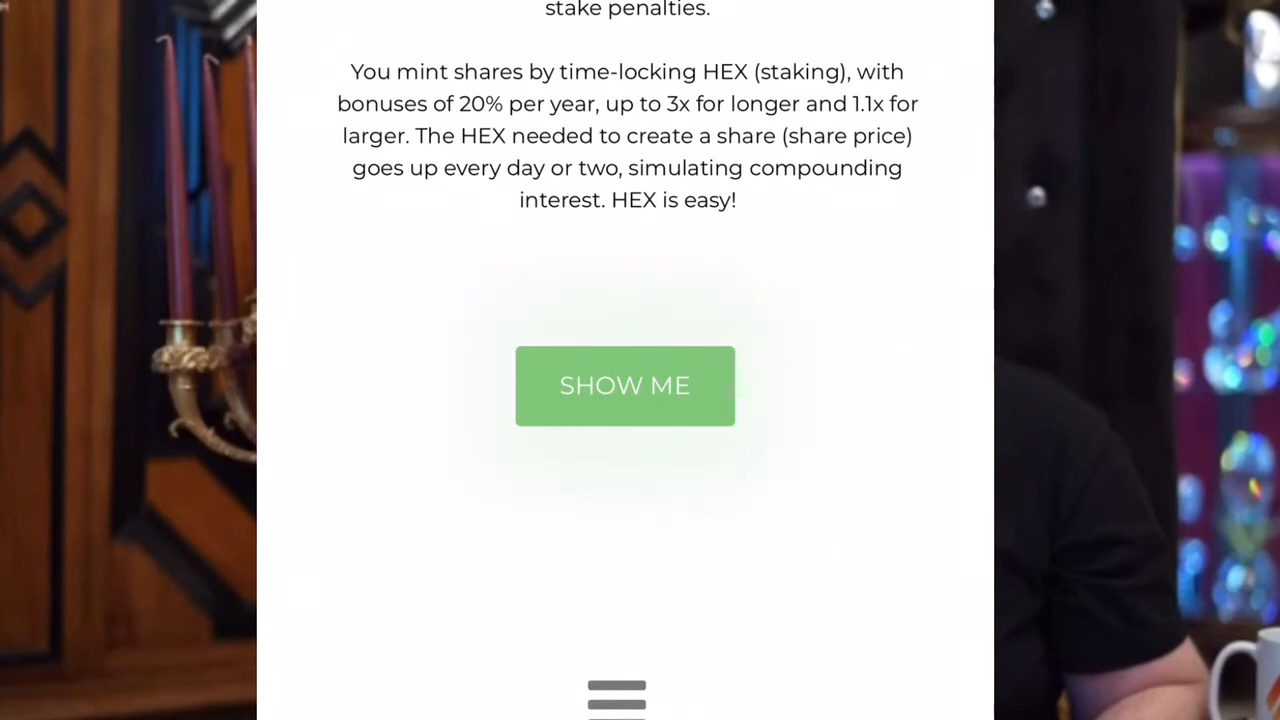 stake penalties.
You mint shares by time-locking HEX (staking), with
bonuses of 20% per year, up to 3x for longer and 1.1x for
larger. The HEX needed to create a share (share price)
goes up every day or two, simulating compounding
interest. HEX is easy!
SHOW ME